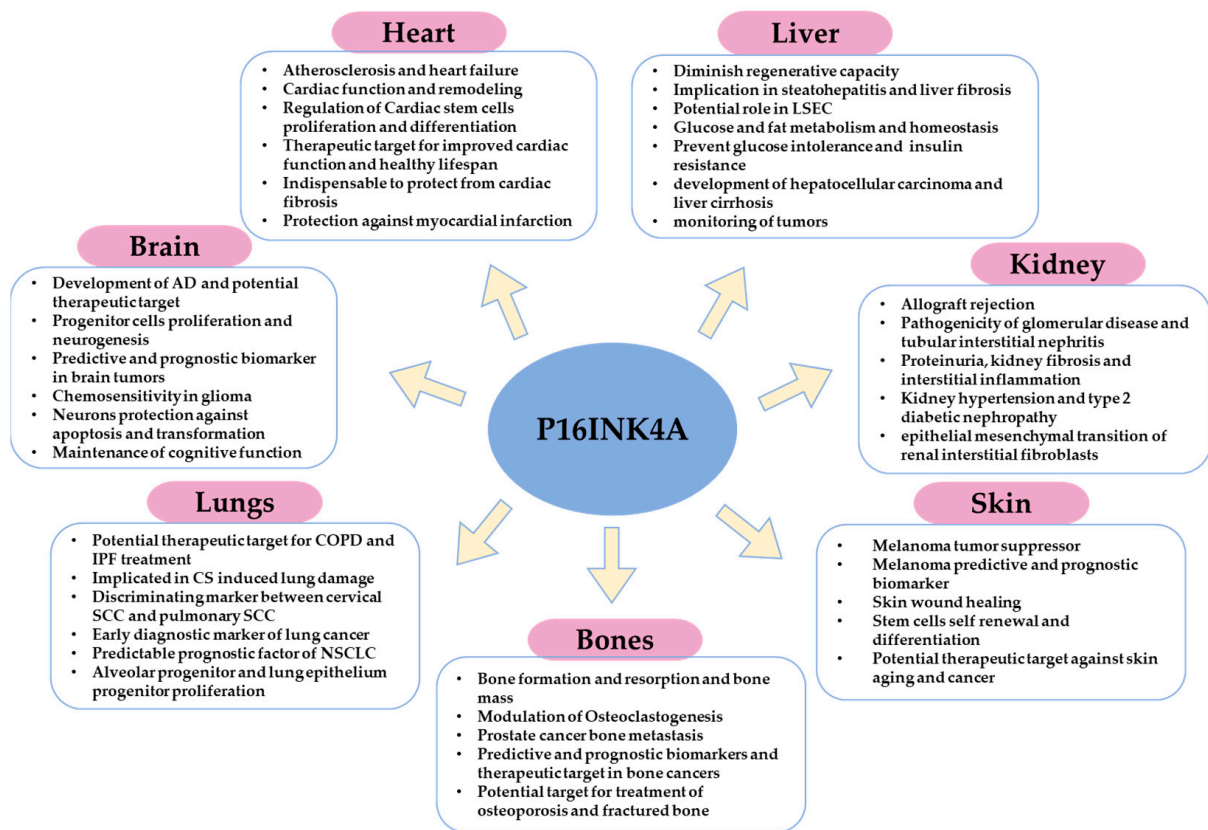 Heart
• Atherosclerosis and heart failure
• Cardiac function and remodeling
• Regulation of Cardiac stem cells
proliferation and differentiation
• Therapeutic target for improved cardiac
function and healthy lifespan
• Indispensable to protect from cardiac
fibrosis
• Protection against myocardial infarction
Liver
• Diminish regenerative capacity
• Implication in steatohepatitis and liver fibrosis
• Potential role in LSEC
• Glucose and fat metabolism and homeostasis
• Prevent glucose intolerance and insulin
resistance
• development of hepatocellular carcinoma and
liver cirrhosis
• monitoring of tumors
Brain
• Development of AD and potential
therapeutic target
• Progenitor cells proliferation and
neurogenesis
• Predictive and prognostic biomarker
in brain tumors
• Chemosensitivity in glioma
• Neurons protection against
apoptosis and transformation
• Maintenance of cognitive function
Kidney
• Allograft rejection
• Pathogenicity of glomerular disease and
tubular interstitial nephritis
• Proteinuria, kidney fibrosis and
interstitial inflammation
• Kidney hypertension and type 2
diabetic nephropathy
• epithelial mesenchymal transition of
renal interstitial fibroblasts
P16INK4A
Lungs
• Potential therapeutic target for COPD and
IPF treatment
• Implicated in CS induced lung damage
• Discriminating marker between cervical
SCC and pulmonary SCC
• Early diagnostic marker of lung cancer
• Predictable prognostic factor of NSCLC
• Alveolar progenitor and lung epithelium
progenitor proliferation
Skin
• Melanoma tumor suppressor
• Melanoma predictive and prognostic
biomarker
• Skin wound healing
• Stem cells self renewal and
differentiation
• Potential therapeutic target against skin
aging and cancer
Bones
• Bone formation and resorption and bone
mass
• Modulation of Osteoclastogenesis
• Prostate cancer bone metastasis
• Predictive and prognostic biomarkers and
therapeutic target in bone cancers
• Potential target for treatment of
osteoporosis and fractured bone